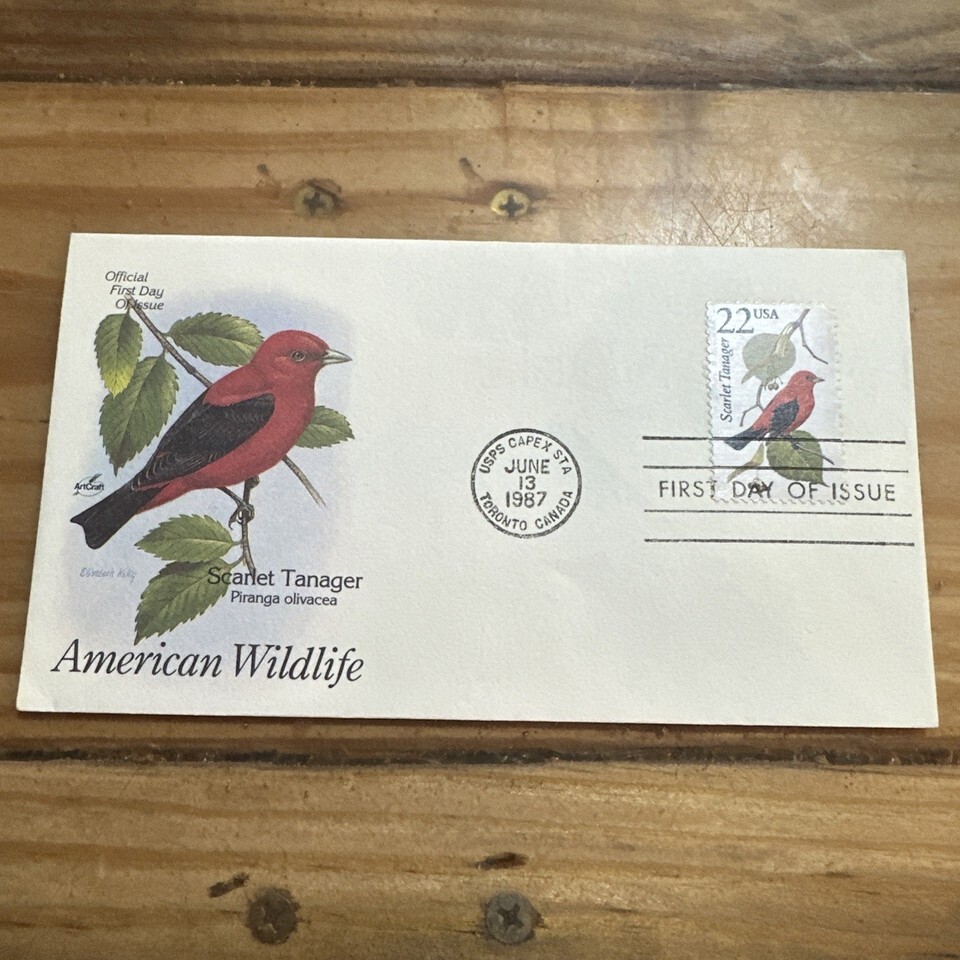 Official
First Day
Of Issue
22 USA
Scarlet Tanager
USPS CAPEX STA
JUNE
13
1987
TORONTO CANADA
FIRST DAY OF ISSUE
ArtCraft
Scarlet Tanager
Piranga olivacea
American Wildlife